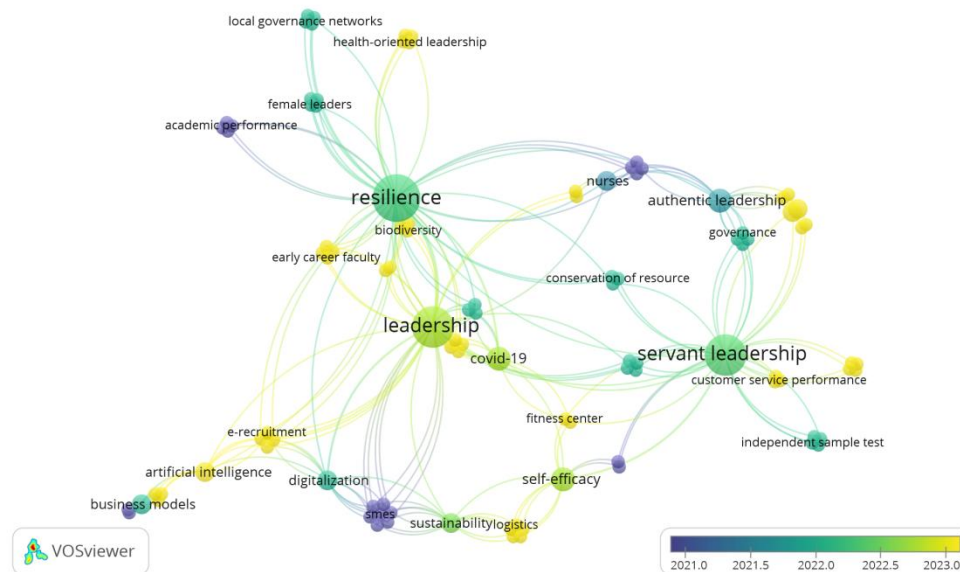 local governance networks
health-oriented leadership
female leaders
academic performance
resilience
nurses
authentic leadership
biodiversity
governance
early career faculty
conservation of resource
leadership
covid-19
servant leadership
customer service performance
fitness center
e-recruitment
independent sample test
artificial intelligence
digitalization
self-efficacy
business models
smes
sustainability
logistics
VOSviewer
2021.0 2021.5 2022.0 2022.5 2023.0